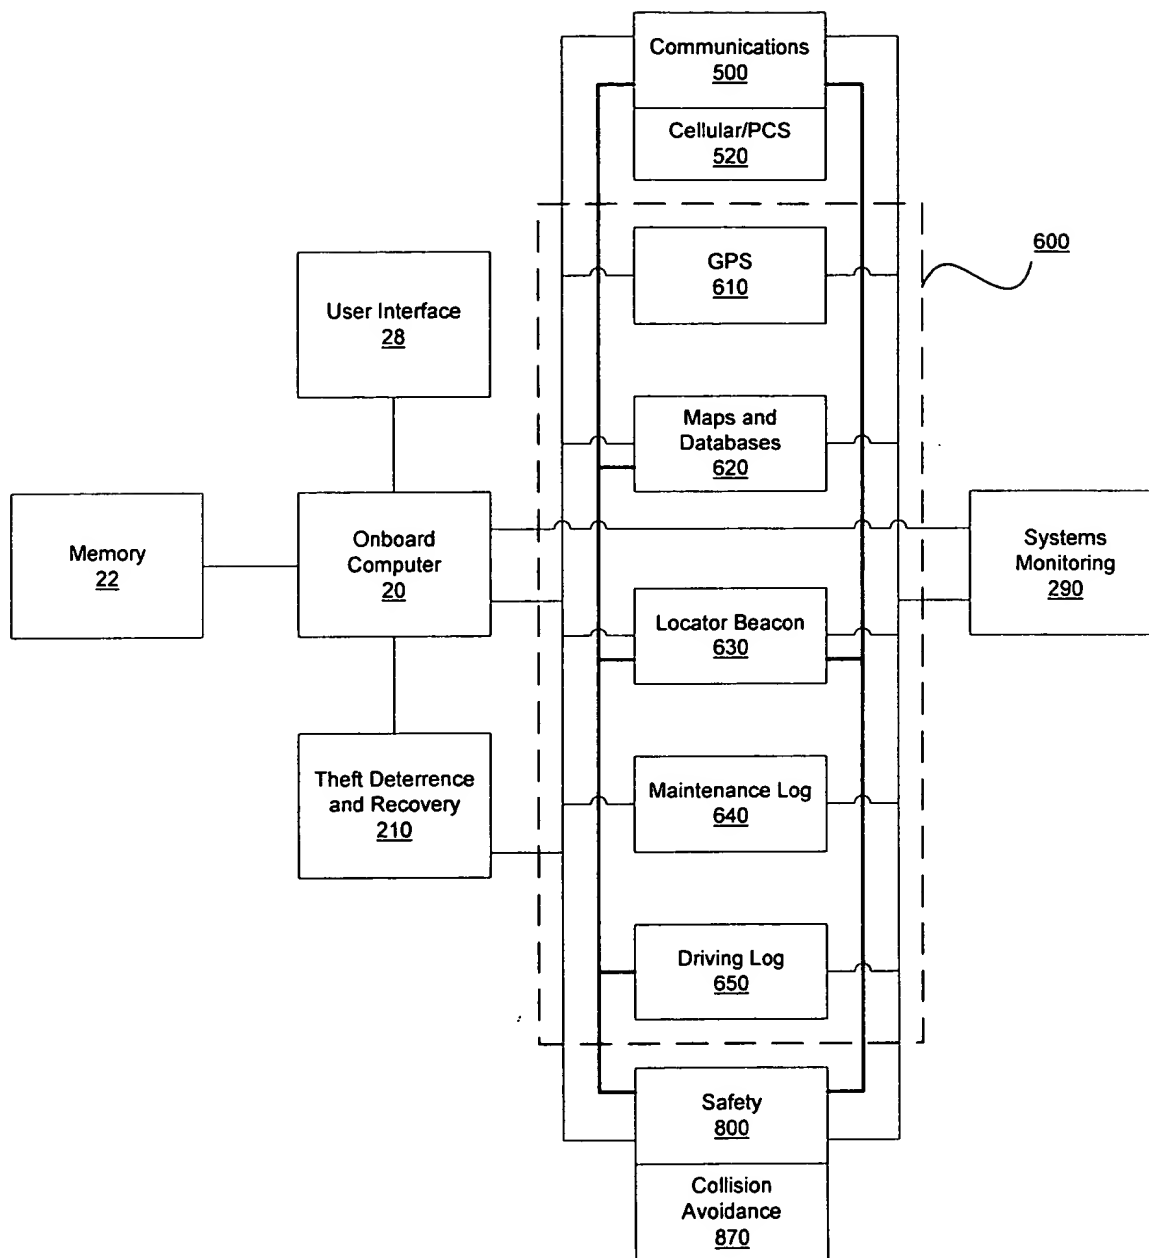 Communications
500
Cellular/PCS
520
GPS
610
600
User Interface
28
Maps and
Databases
620
Memory
22
Onboard
Computer
20
Systems
Monitoring
290
Locator Beacon
630
Theft Deterrence
and Recovery
210
Maintenance Log
640
Driving Log
650
Safety
800
Collision
Avoidance
870